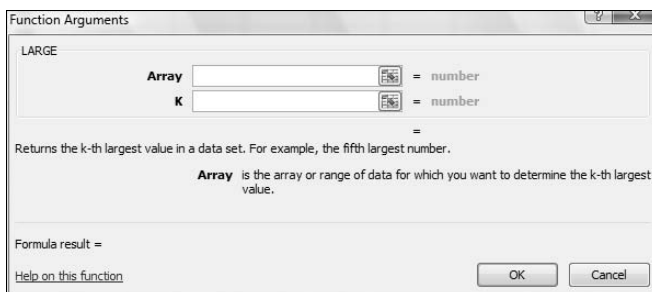 Function Arguments
? X
LARGE
Array = number
K = number
=
Returns the k-th largest value in a data set. For example, the fifth largest number.
Array is the array or range of data for which you want to determine the k-th largest
value.
Formula result =
Help on this function
OK Cancel